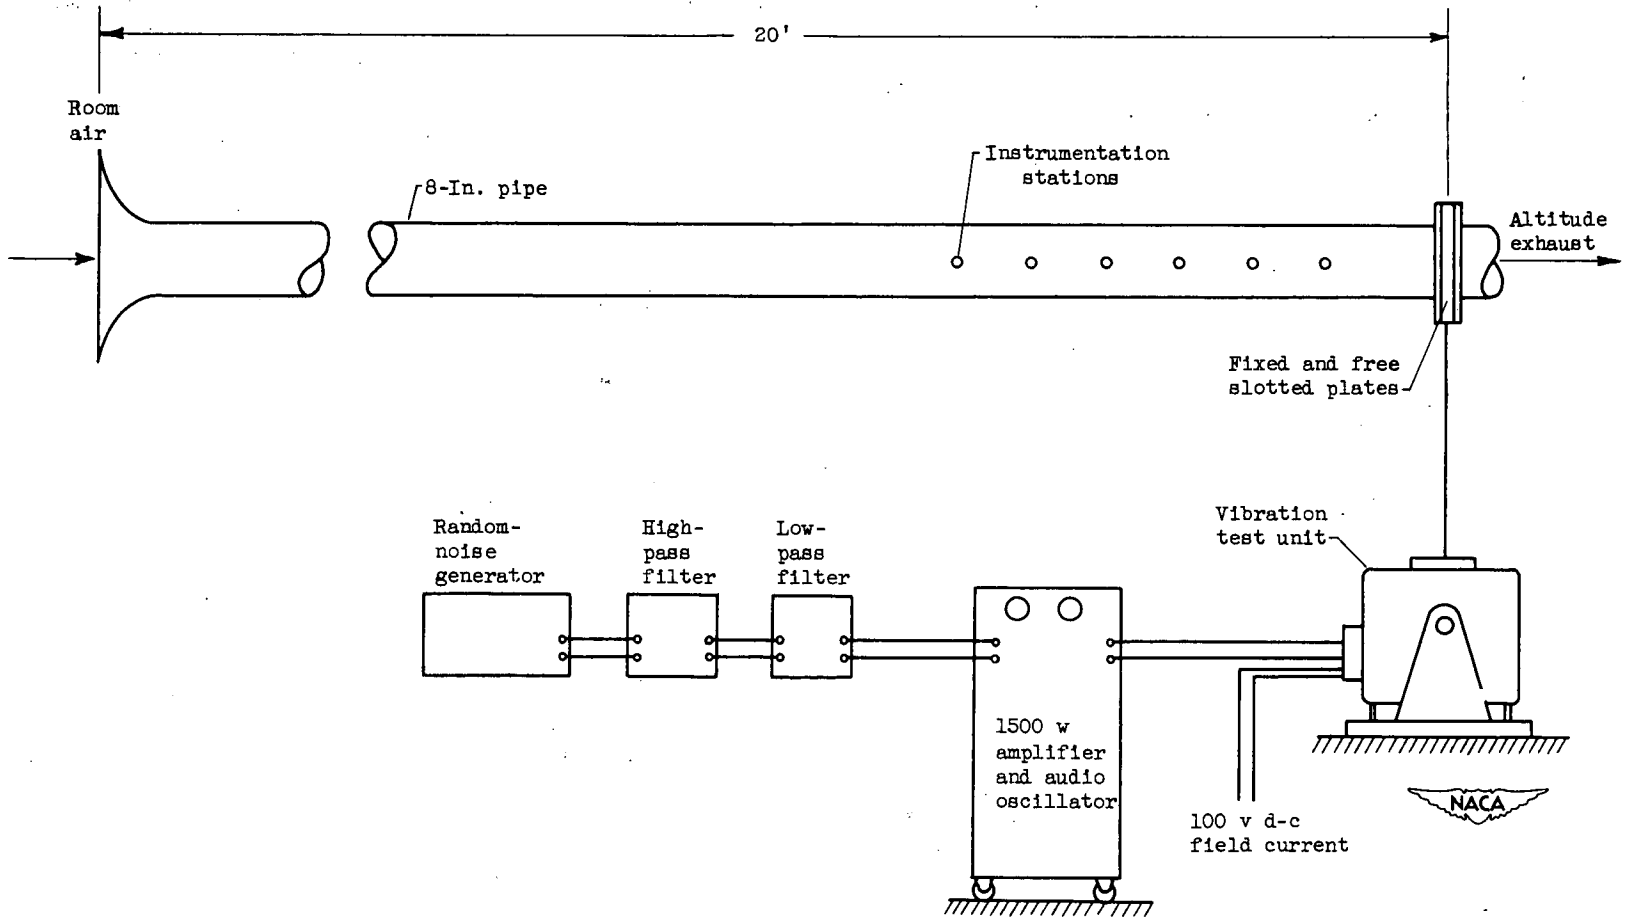 20'
Room
air
8-In. pipe
Instrumentation
stations
Altitude
exhaust
Fixed and free
slotted plates
Vibration
test unit
Random-
noise
generator
High-
pass
filter
Low-
pass
filter
1500 w
amplifier
and audio
oscillator
100 v d-c
field current
NACA